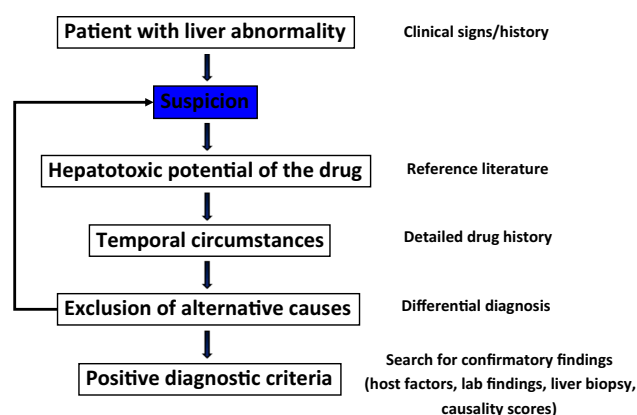 Patient with liver abnormality
Clinical signs/history
Suspicion
Hepatotoxic potential of the drug
Reference literature
Temporal circumstances
Detailed drug history
Exclusion of alternative causes
Differential diagnosis
Positive diagnostic criteria
Search for confirmatory findings
(host factors, lab findings, liver biopsy,
causality scores)